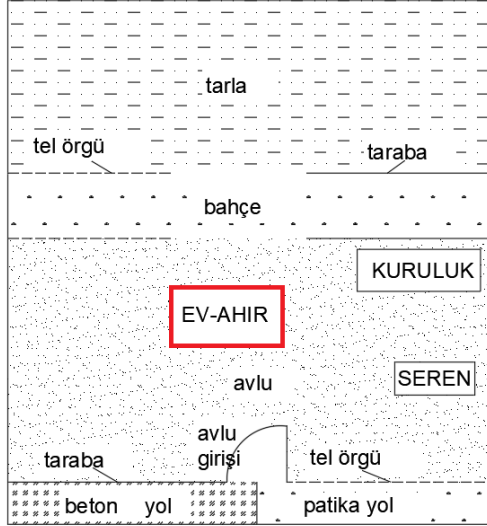 tarla
tel örgü
taraba
bahçe
KURULUK
EV-AHIR
SEREN
avlu
avlu
girişi
taraba
tel örgü
beton yol
patika yol